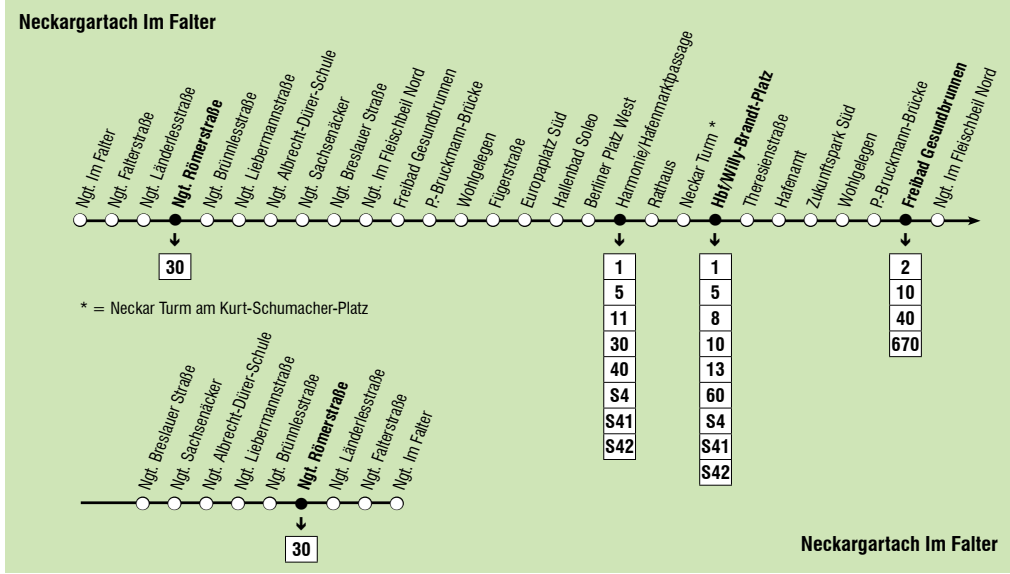 Neckargartach Im Falter
Ngt. Im Falter
Ngt. Falterstraße
Ngt. Länderlesstraße
Ngt. Römerstraße
Ngt. Brünnlesstraße
Ngt. Liebermannstraße
Ngt. Albrecht-Dürer-Schule
Ngt. Sachsenäcker
Ngt. Breslauer Straße
Ngt. Im Fleischbeil Nord
Freibad Gesundbrunnen
P.-Bruckmann-Brücke
Wohlgelegen
Fügerstraße
Europaplatz Süd
Hallenbad Soleo
Berliner Platz West
Harmonie/Hafenmarktpassage
Rathaus
Neckar Turm *
Hbf/Willy-Brandt-Platz
Theresienstraße
Hafenamt
Zukunftspark Süd
Wohlgelegen
P.-Bruckmann-Brücke
Freibad Gesundbrunnen
Ngt. Im Fleischbeil Nord
30
1
5
11
30
40
S4
S41
S42
1
5
8
10
13
60
S4
S41
S42
2
10
40
670
* = Neckar Turm am Kurt-Schumacher-Platz
Ngt. Breslauer Straße
Ngt. Sachsenäcker
Ngt. Albrecht-Dürer-Schule
Ngt. Liebermannstraße
Ngt. Brünnlesstraße
Ngt. Römerstraße
Ngt. Länderlesstraße
Ngt. Falterstraße
Ngt. Im Falter
30
Neckargartach Im Falter